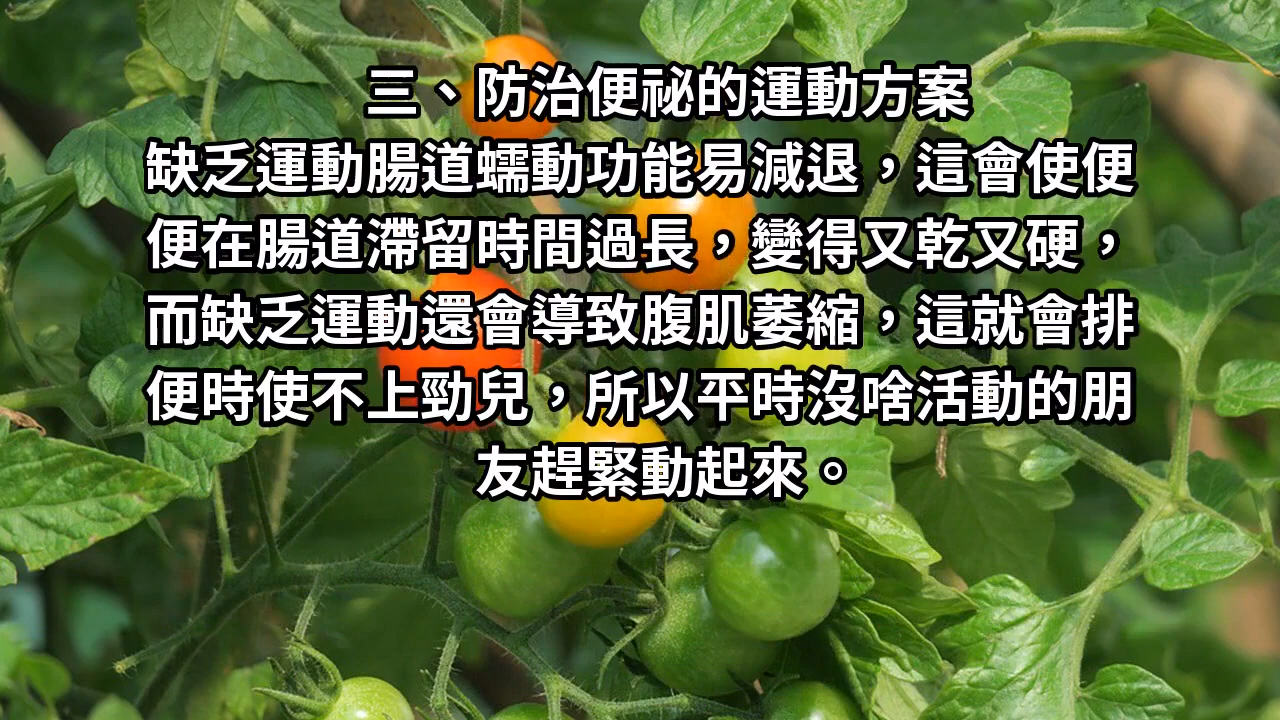 三、防治便祕的運動方案
缺乏運動腸道蠕動功能易減退，這會使便
便在腸道滯留時間過長，變得又乾又硬，
而缺乏運動還會導致腹肌萎縮，這就會排
便時使不上勁兒，所以平時沒啥活動的朋
友趕緊動起來。